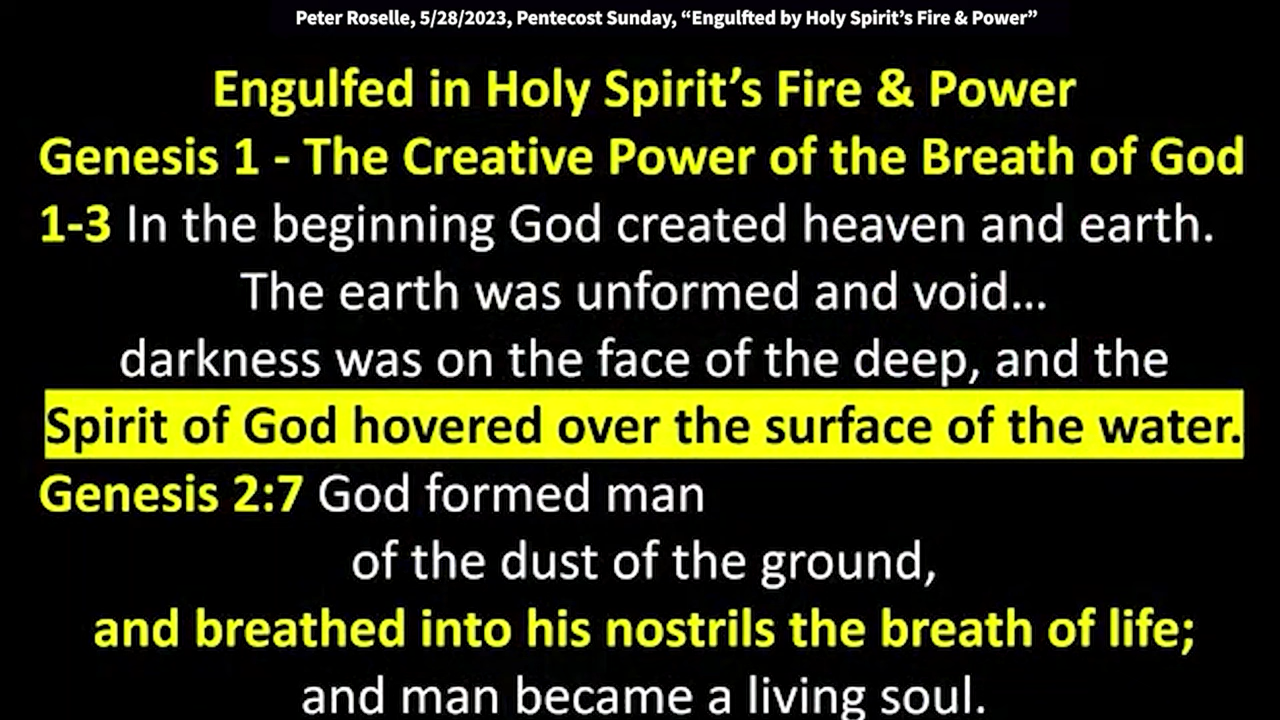 Peter Roselle, 5/28/2023, Pentecost Sunday, “Engulfted by Holy Spirit’s Fire & Power”
Engulfed in Holy Spirit’s Fire & Power
Genesis 1 - The Creative Power of the Breath of God
1-3 In the beginning God created heaven and earth.
The earth was unformed and void...
darkness was on the face of the deep, and the
Spirit of God hovered over the surface of the water.
Genesis 2:7 God formed man
of the dust of the ground,
and breathed into his nostrils the breath of life;
and man became a living soul.